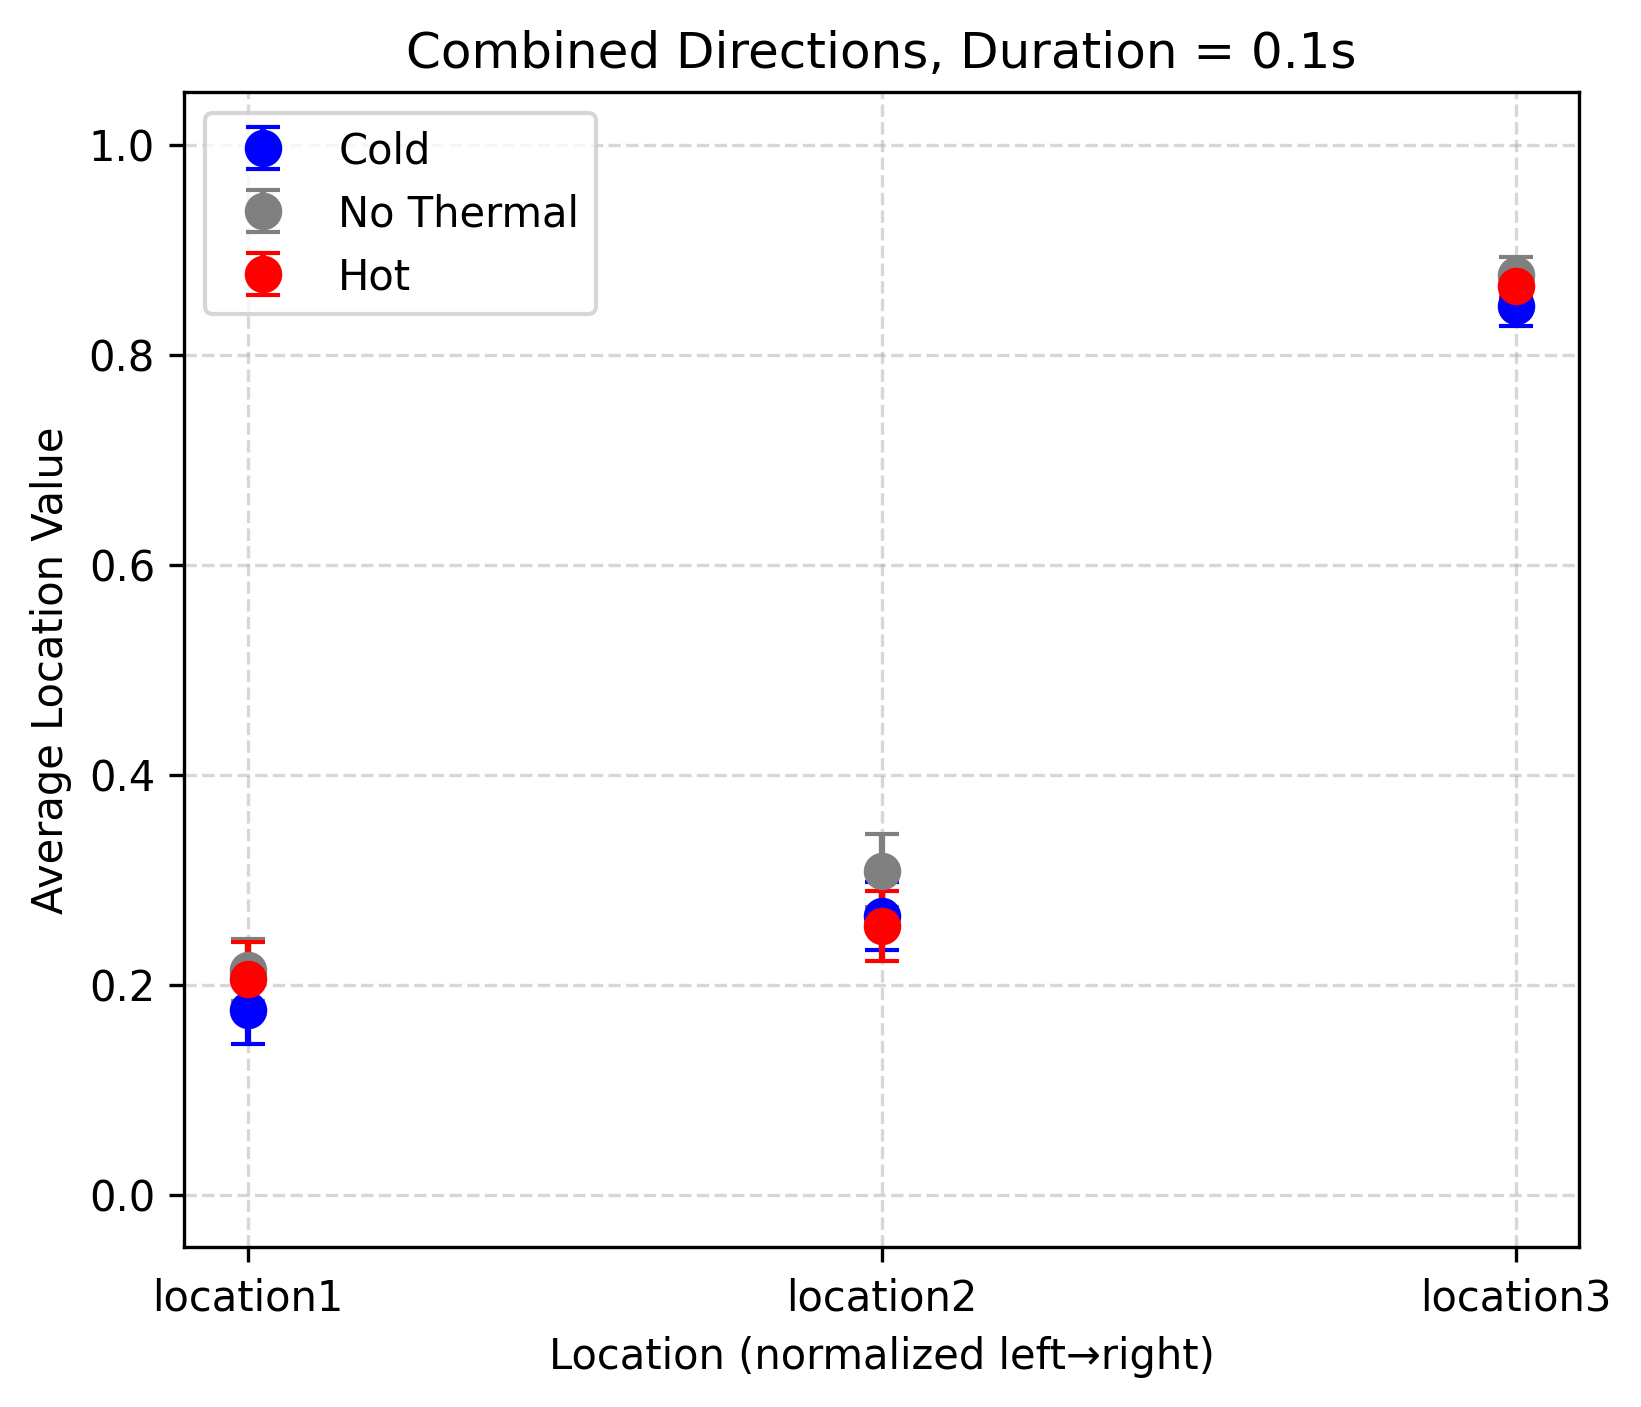 Combined Directions, Duration = 0.1s
Cold
No Thermal
Hot
1.0
0.8
0.6
0.4
0.2
0.0
Average Location Value
location1
location2
location3
Location (normalized left→right)